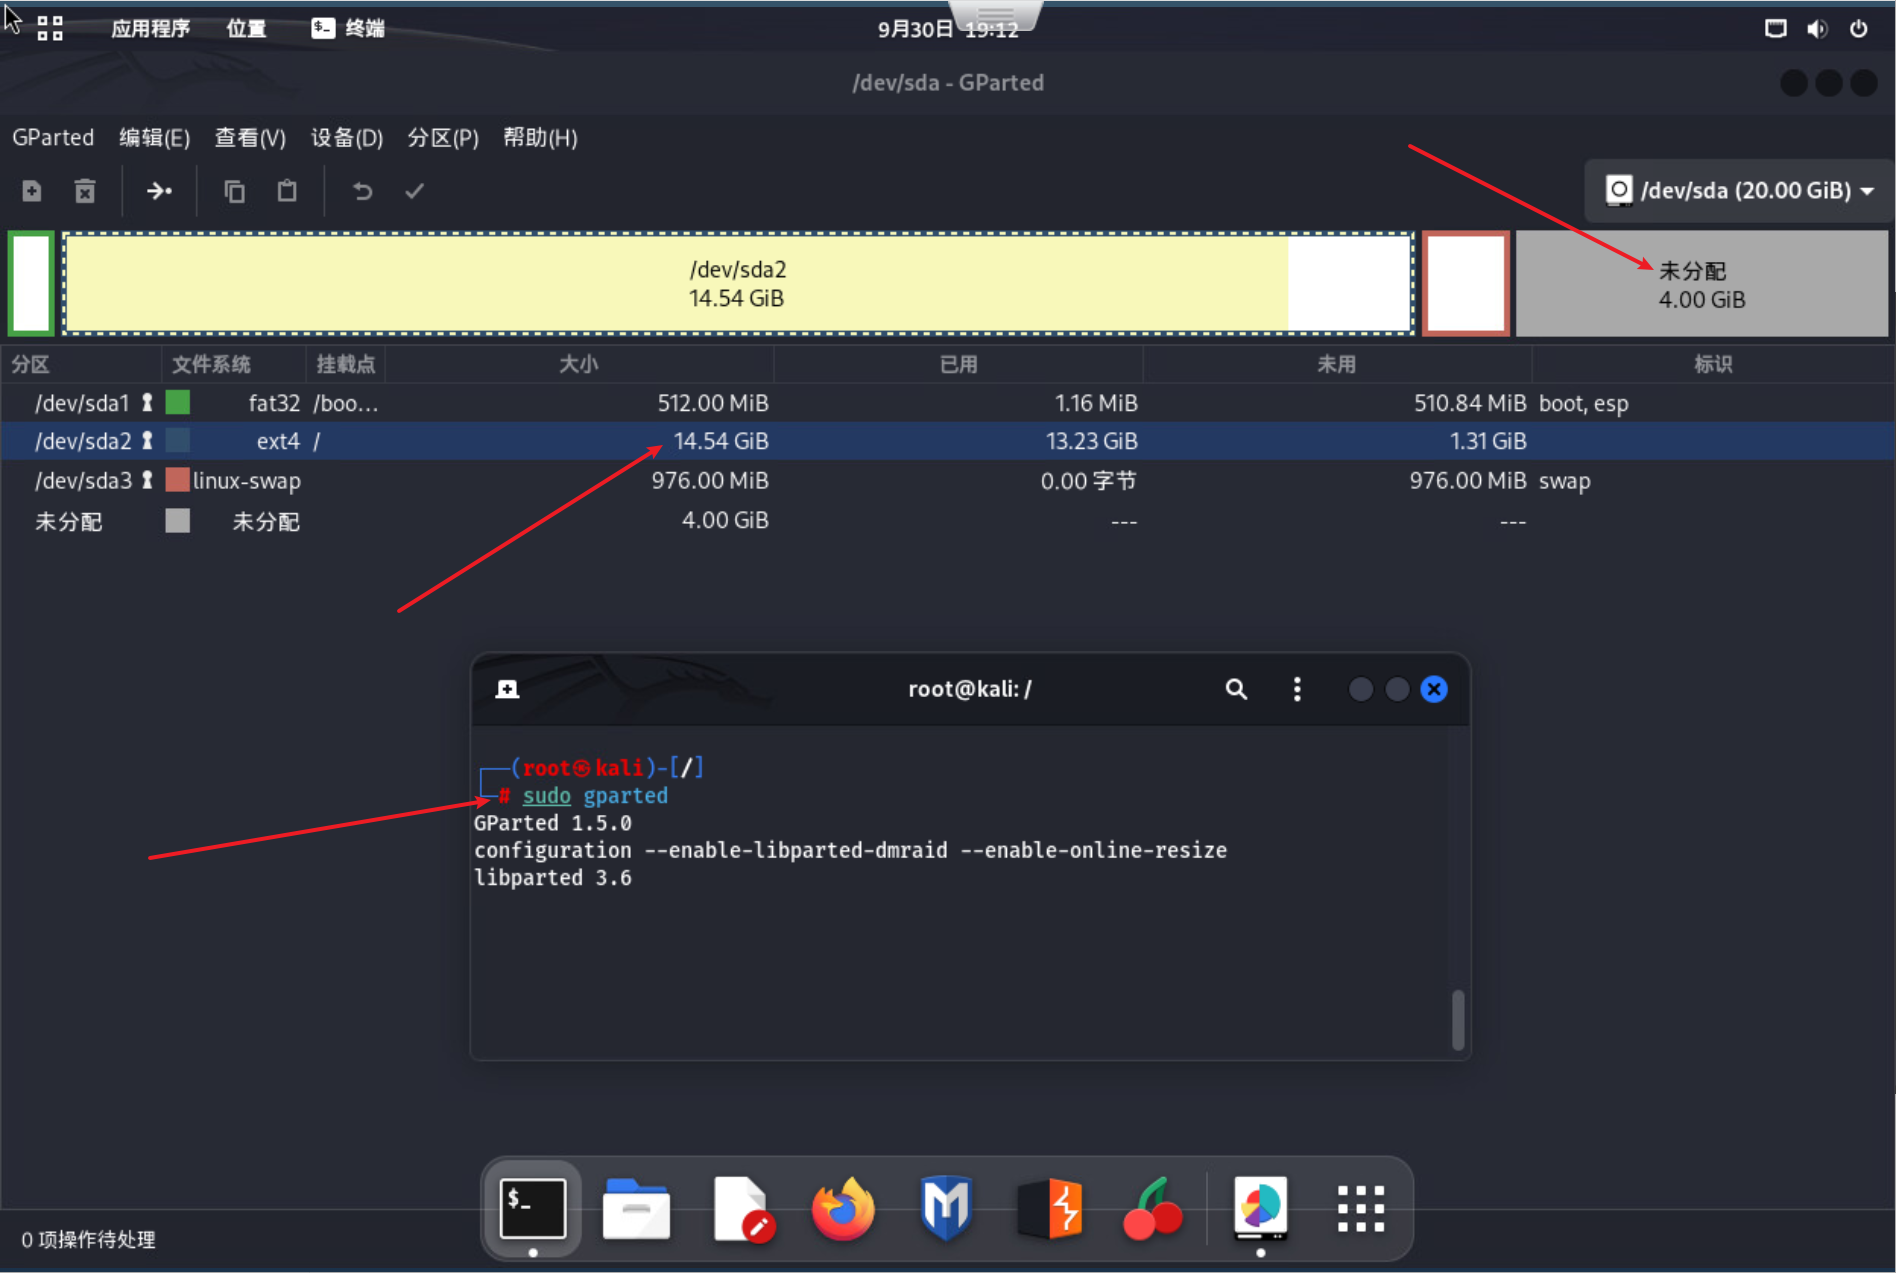 应用程序 位置 终端 9月30日 19:12
/dev/sda - GParted
GParted 编辑(E) 查看(V) 设备(D) 分区(P) 帮助(H)
/dev/sda (20.00 GiB)
/dev/sda2
14.54 GiB
未分配
4.00 GiB
分区 文件系统 挂载点 大小 已用 未用 标识
/dev/sda1 fat32 /boo... 512.00 MiB 1.16 MiB 510.84 MiB boot, esp
/dev/sda2 ext4 / 14.54 GiB 13.23 GiB 1.31 GiB
/dev/sda3 linux-swap 976.00 MiB 0.00 字节 976.00 MiB swap
未分配 未分配 4.00 GiB --- ---
root@kali: /
(root㉿kali)-[/]
# sudo gparted
GParted 1.5.0
configuration --enable-libparted-dmraid --enable-online-resize
libparted 3.6
$_
0 项操作待处理